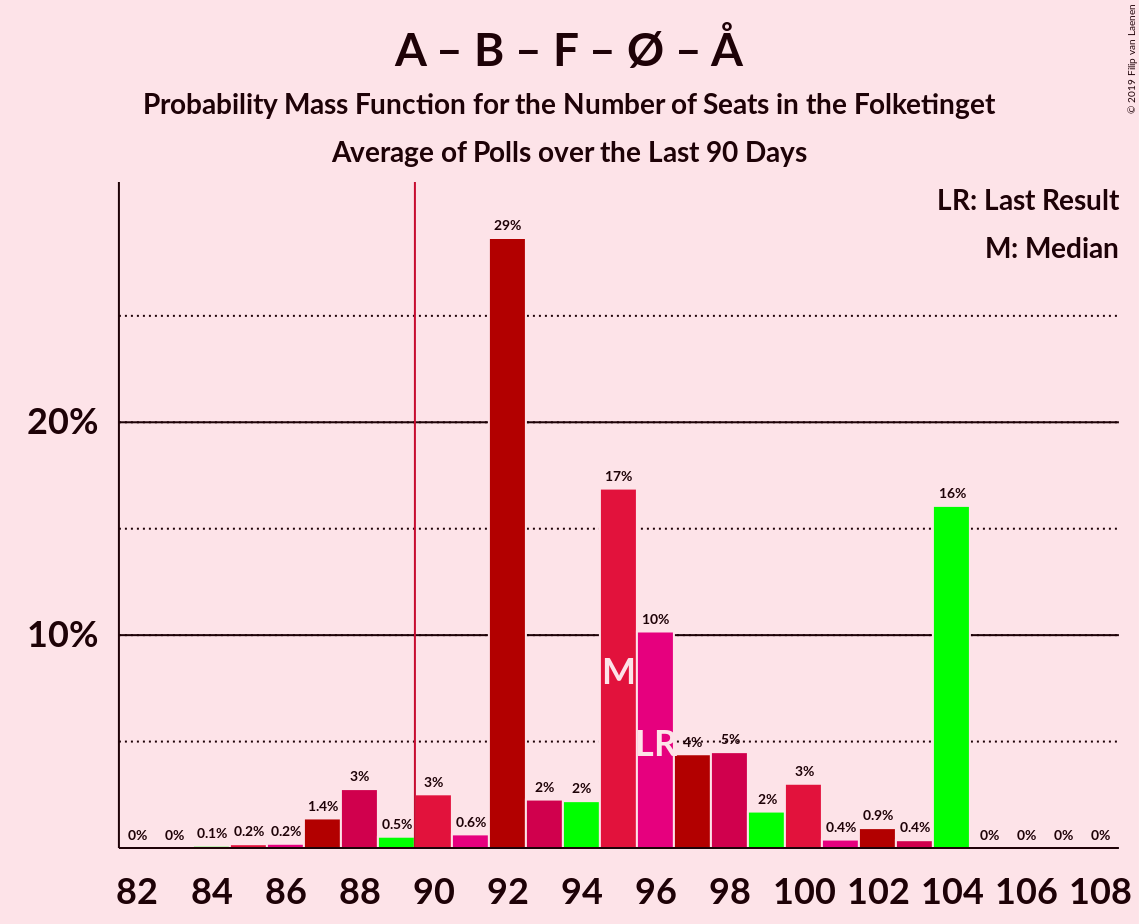 A – B – F – Ø – Å
Probability Mass Function for the Number of Seats in the Folketinget
Average of Polls over the Last 90 Days
© 2019 Filip van Laenen
LR: Last Result
M: Median
20%
10%
0% 0% 0.1% 0.2% 0.2% 1.4% 3% 0.5% 3% 0.6% 29% 2% 2% 17% 10% 4% 5% 2% 3% 0.4% 0.9% 0.4% 16% 0% 0% 0% 0%
M
LR
82 84 86 88 90 92 94 96 98 100 102 104 106 108